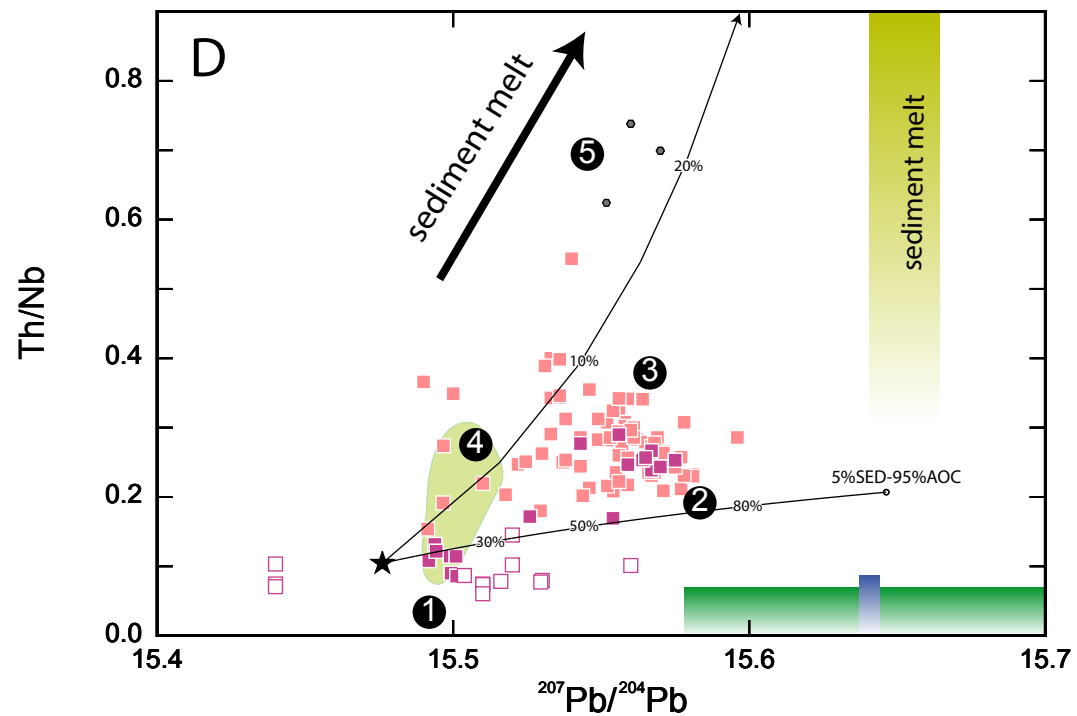 D
sediment melt
sediment melt
5
20%
10%
3
4
5%SED-95%AOC
2
80%
50%
30%
1
0.8
0.6
0.4
0.2
0.0
Th/Nb
15.4 15.5 15.6 15.7
²⁰⁷Pb/²⁰⁴Pb